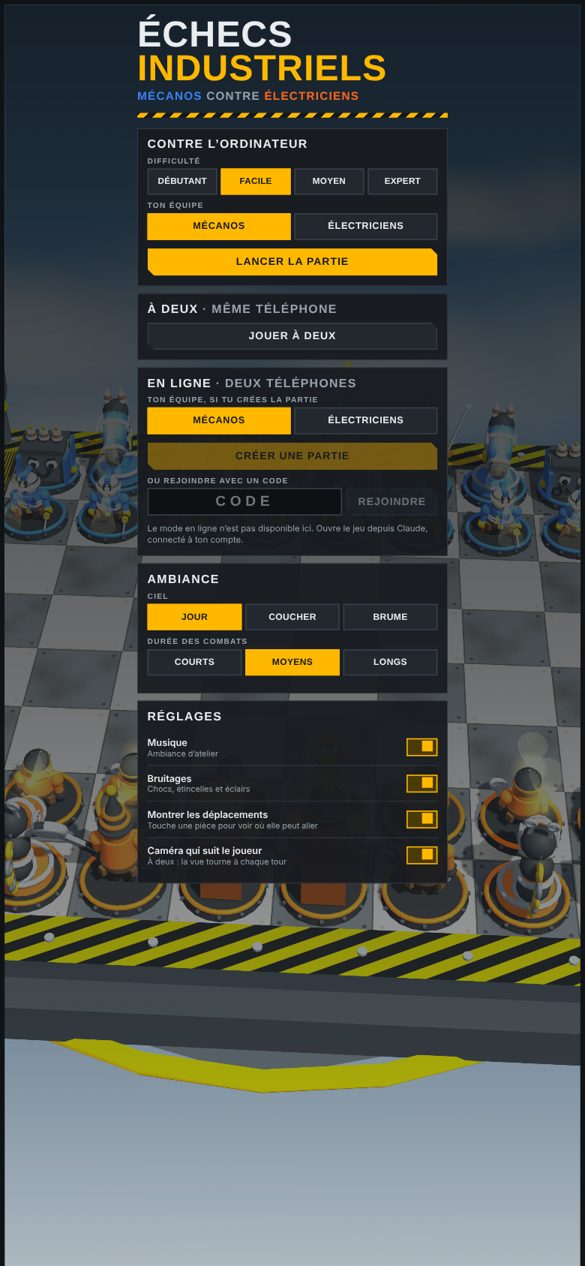 ÉCHECS
INDUSTRIELS
MÉCANOS CONTRE ÉLECTRICIENS
CONTRE L’ORDINATEUR
DIFFICULTÉ
DÉBUTANT FACILE MOYEN EXPERT
TON ÉQUIPE
MÉCANOS ÉLECTRICIENS
LANCER LA PARTIE
À DEUX · MÊME TÉLÉPHONE
JOUER À DEUX
EN LIGNE · DEUX TÉLÉPHONES
TON ÉQUIPE, SI TU CRÉES LA PARTIE
MÉCANOS ÉLECTRICIENS
CRÉER UNE PARTIE
OU REJOINDRE AVEC UN CODE
CODE REJOINDRE
Le mode en ligne n’est pas disponible ici. Ouvre le jeu depuis Claude,
connecté à ton compte.
AMBIANCE
CIEL
JOUR COUCHER BRUME
DURÉE DES COMBATS
COURTS MOYENS LONGS
RÉGLAGES
Musique
Ambiance d’atelier
Bruitages
Chocs, étincelles et éclairs
Montrer les déplacements
Touche une pièce pour voir où elle peut aller
Caméra qui suit le joueur
À deux : la vue tourne à chaque tour